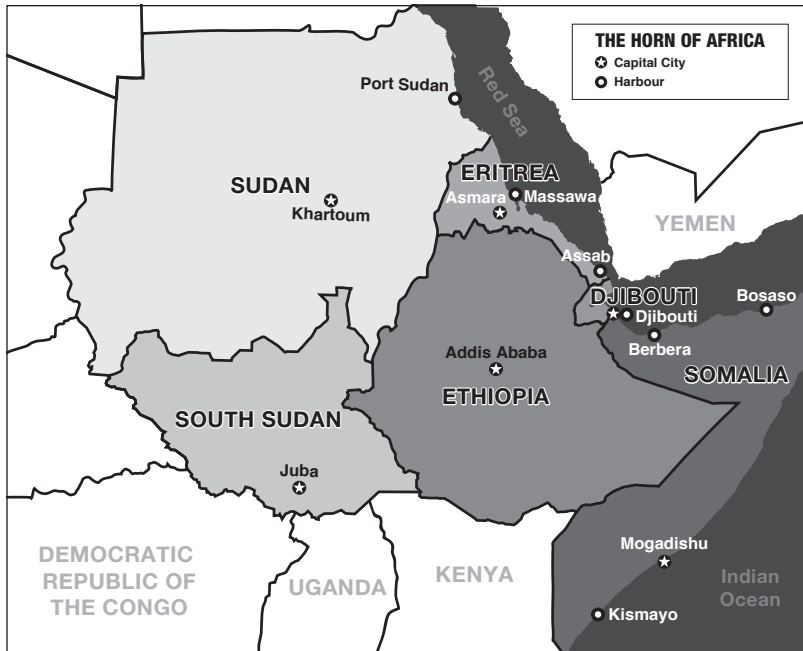 THE HORN OF AFRICA
Capital City
Harbour
Port Sudan
Red Sea
SUDAN
Khartoum
ERITREA
Asmara
Massawa
YEMEN
Assab
DJIBOUTI
Djibouti
Bosaso
Berbera
Addis Ababa
ETHIOPIA
SOMALIA
SOUTH SUDAN
Juba
Mogadishu
DEMOCRATIC
REPUBLIC OF
THE CONGO
UGANDA
KENYA
Indian
Ocean
Kismayo